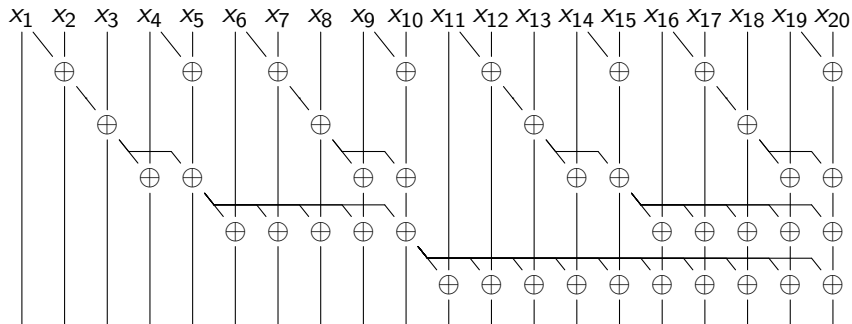 x₁ x₂ x₃ x₄ x₅ x₆ x₇ x₈ x₉ x₁₀ x₁₁ x₁₂ x₁₃ x₁₄ x₁₅ x₁₆ x₁₇ x₁₈ x₁₉ x₂₀